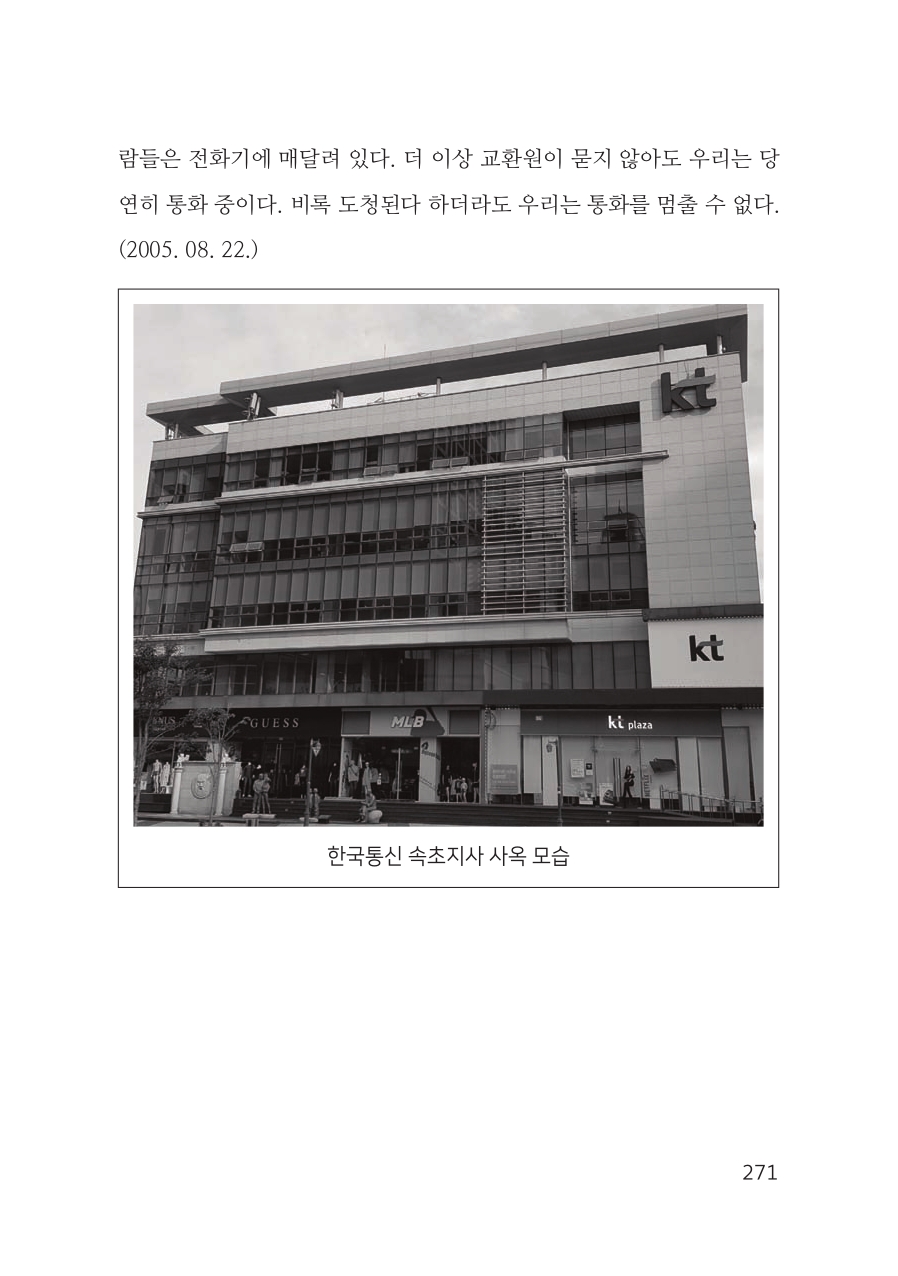 람들은 전화기에 매달려 있다. 더 이상 교환원이 묻지 않아도 우리는 당
연히 통화 중이다. 비록 도청된다 하더라도 우리는 통화를 멈출 수 없다.
(2005. 08. 22.)
kt
kt
GUESS
MLB
kt plaza
한국통신 속초지사 사옥 모습
271